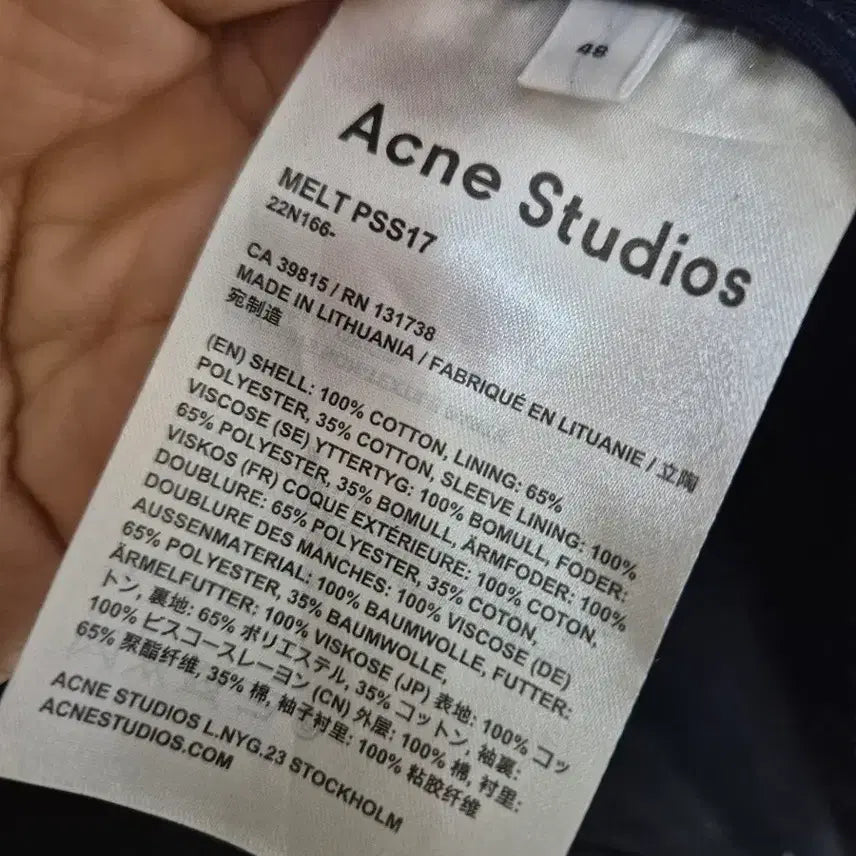 48
Acne Studios
MELT PSS17
22N166-
CA 39815 / RN 131738
MADE IN LITHUANIA / FABRIQUÉ EN LITUANIE / 立陶
宛制造
(EN) SHELL: 100% COTTON, LINING: 65%
POLYESTER, 35% COTTON, SLEEVE LINING: 100%
VISCOSE (SE) YTTERTYG: 100% BOMULL, FODER:
65% POLYESTER, 35% BOMULL, ÄRMFODER: 100%
VISKOS (FR) COQUE EXTÉRIEURE: 100% COTON,
DOUBLURE: 65% POLYESTER, 35% COTON,
DOUBLURE DES MANCHES: 100% VISCOSE (DE)
AUSSENMATERIAL: 100% BAUMWOLLE, FUTTER:
65% POLYESTER, 35% BAUMWOLLE,
ÄRMELFUTTER: 100% VISKOSE (JP) 表地: 100% コッ
トン, 裏地: 65% ポリエステル, 35% コットン, 袖裏:
100% ビスコースレーヨン (CN) 外层: 100% 棉, 衬里:
65% 聚酯纤维, 35% 棉, 袖子衬里: 100% 粘胶纤维
ACNE STUDIOS L.NYG.23 STOCKHOLM
ACNESTUDIOS.COM